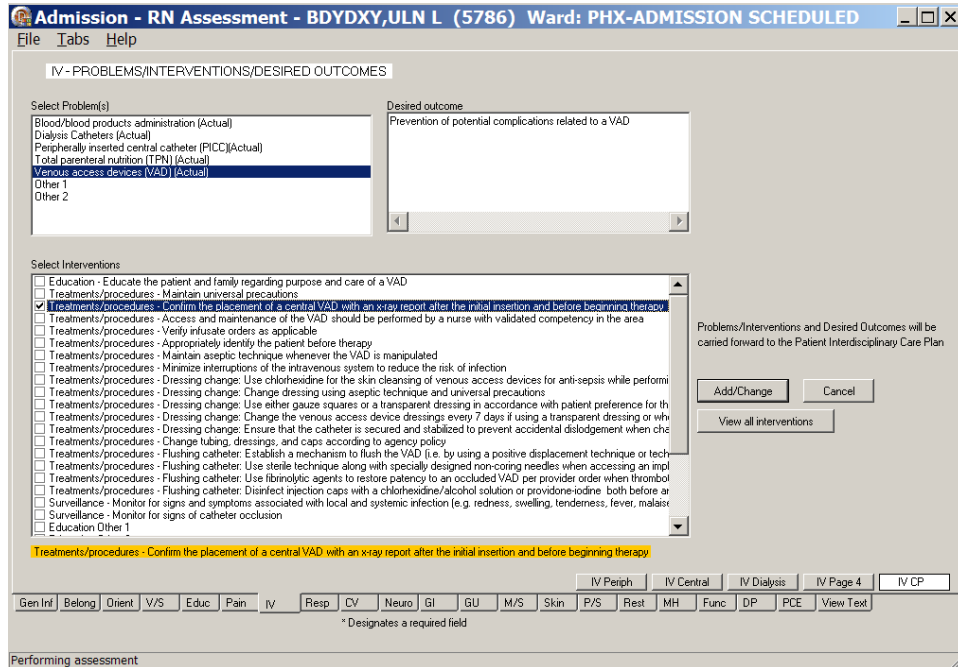 Admission - RN Assessment - BDYDXY,ULN L (5786) Ward: PHX-ADMISSION SCHEDULED
File Tabs Help
IV - PROBLEMS/INTERVENTIONS/DESIRED OUTCOMES
Select Problem(s)
Blood/blood products administration (Actual)
Dialysis Catheters (Actual)
Peripherally inserted central catheter (PICC)(Actual)
Total parenteral nutrition (TPN) (Actual)
Venous access devices (VAD) (Actual)
Other 1
Other 2
Desired outcome
Prevention of potential complications related to a VAD
Select Interventions
Education - Educate the patient and family regarding purpose and care of a VAD
Treatments/procedures - Maintain universal precautions
Treatments/procedures - Confirm the placement of a central VAD with an x-ray report after the initial insertion and before beginning therapy
Treatments/procedures - Access and maintenance of the VAD should be performed by a nurse with validated competency in the area
Treatments/procedures - Verify infusate orders as applicable
Treatments/procedures - Appropriately identify the patient before therapy
Treatments/procedures - Maintain aseptic technique whenever the VAD is manipulated
Treatments/procedures - Minimize interruptions of the intravenous system to reduce the risk of infection
Treatments/procedures - Dressing change: Use chlorhexidine for the skin cleansing of venous access devices for anti-sepsis while performi
Treatments/procedures - Dressing change: Change dressing using aseptic technique and universal precautions
Treatments/procedures - Dressing change: Use either gauze squares or a transparent dressing in accordance with patient preference for th
Treatments/procedures - Dressing change: Change the venous access device dressings every 7 days if using a transparent dressing or whe
Treatments/procedures - Dressing change: Ensure that the catheter is secured and stabilized to prevent accidental dislodgement when cha
Treatments/procedures - Change tubing, dressings, and caps according to agency policy
Treatments/procedures - Flushing catheter: Establish a mechanism to flush the VAD (i.e. by using a positive displacement technique or tech
Treatments/procedures - Flushing catheter: Use sterile technique along with specially designed non-coring needles when accessing an impl
Treatments/procedures - Flushing catheter: Use fibrinolytic agents to restore patency to an occluded VAD per provider order when thrombot
Treatments/procedures - Flushing catheter: Disinfect injection caps with a chlorhexidine/alcohol solution or providone-iodine both before ar
Surveillance - Monitor for signs and symptoms associated with local and systemic infection (e.g. redness, swelling, tenderness, fever, malaise
Surveillance - Monitor for signs of catheter occlusion
Education Other 1
Problems/Interventions and Desired Outcomes will be
carried forward to the Patient Interdisciplinary Care Plan
Add/Change Cancel
View all interventions
Treatments/procedures - Confirm the placement of a central VAD with an x-ray report after the initial insertion and before beginning therapy
IV Periph IV Central IV Dialysis IV Page 4 IV CP
Gen Inf Belong Orient V/S Educ Pain IV Resp CV Neuro GI GU M/S Skin P/S Rest MH Func DP PCE View Text
* Designates a required field
Performing assessment